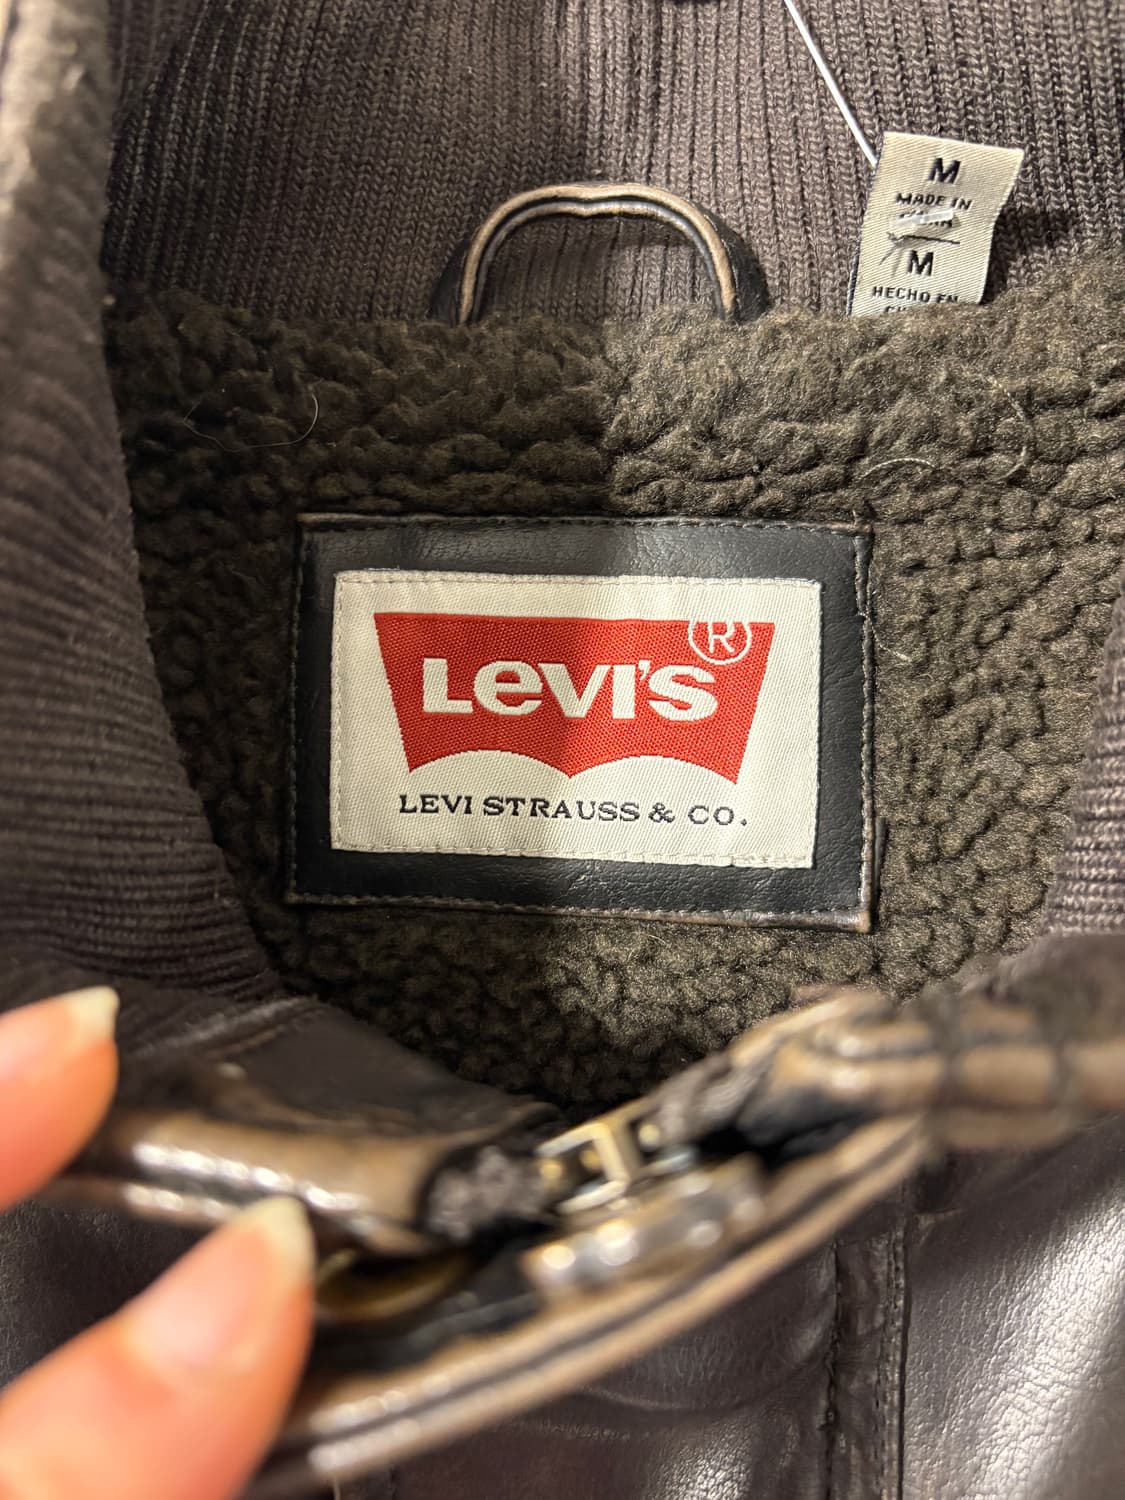 M
MADE IN
M
HECHO EN
LEVI'S
®
LEVI STRAUSS & CO.